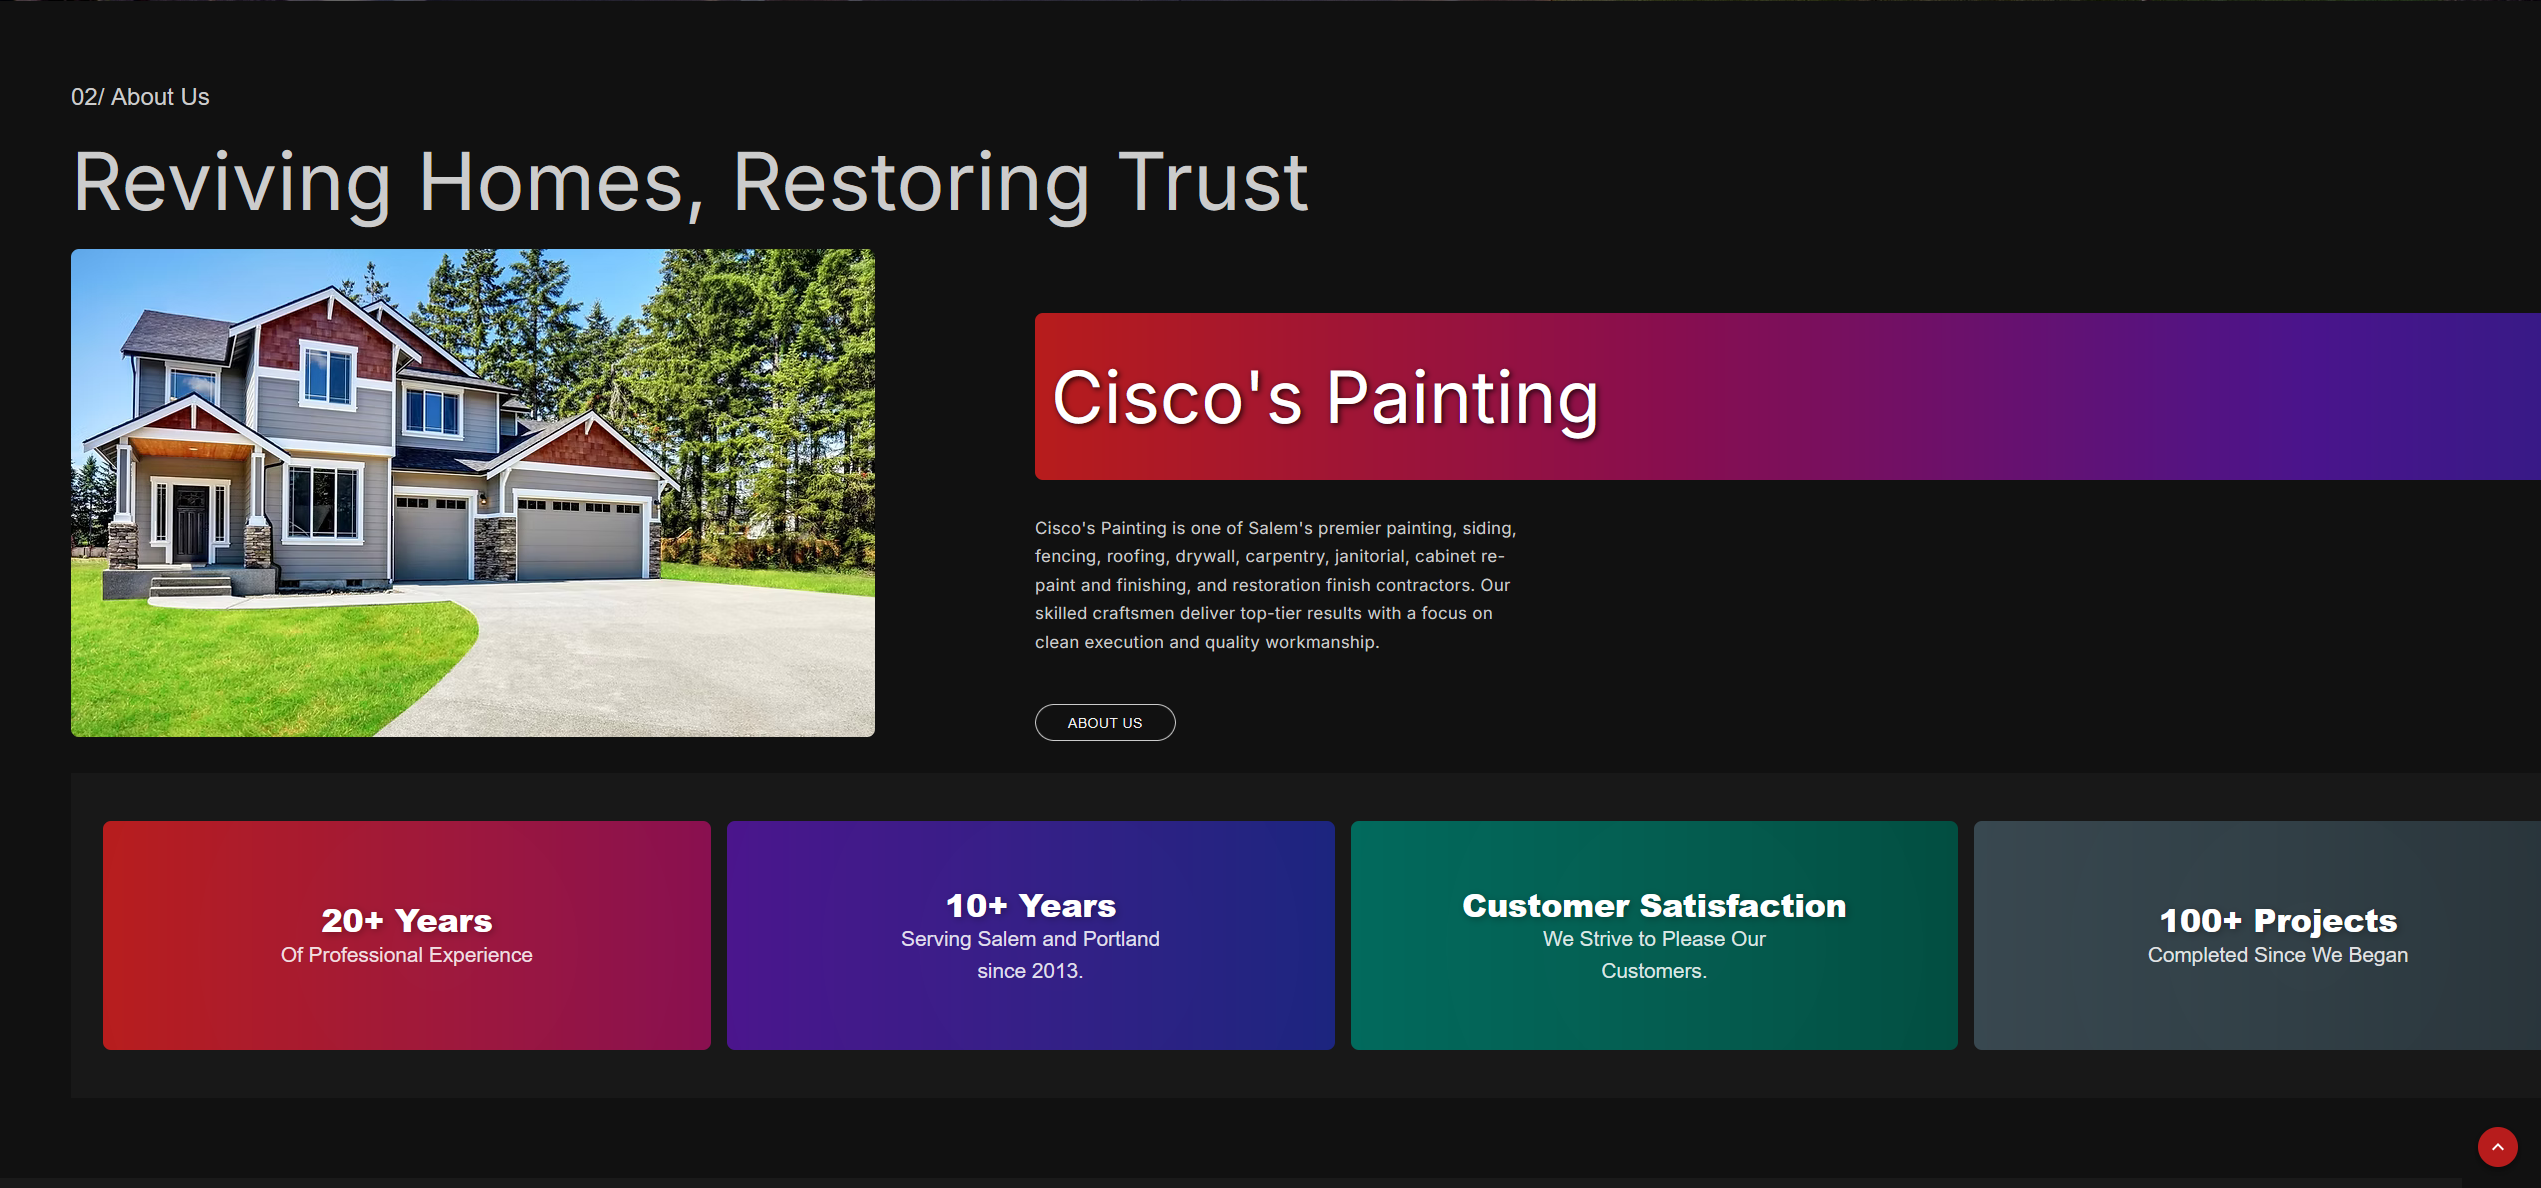 02/ About Us
Reviving Homes, Restoring Trust
Cisco's Painting
Cisco's Painting is one of Salem's premier painting, siding,
fencing, roofing, drywall, carpentry, janitorial, cabinet re-
paint and finishing, and restoration finish contractors. Our
skilled craftsmen deliver top-tier results with a focus on
clean execution and quality workmanship.
ABOUT US
20+ Years
Of Professional Experience
10+ Years
Serving Salem and Portland
since 2013.
Customer Satisfaction
We Strive to Please Our
Customers.
100+ Projects
Completed Since We Began